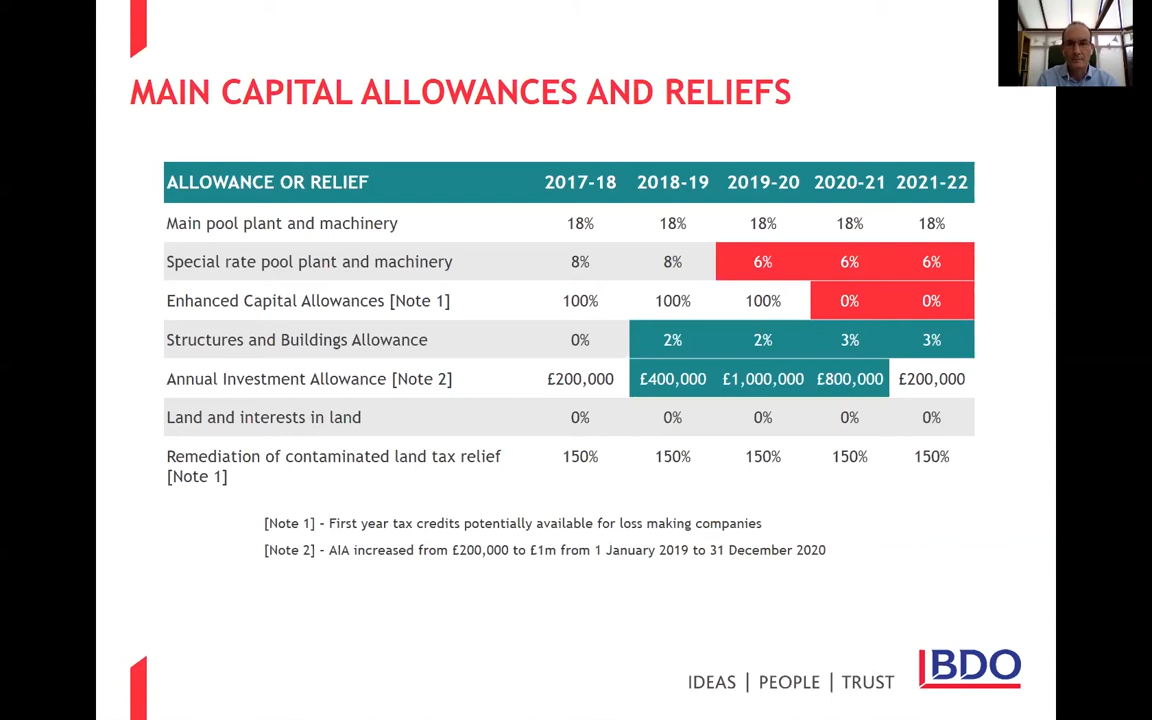 MAIN CAPITAL ALLOWANCES AND RELIEFS
ALLOWANCE OR RELIEF 2017-18 2018-19 2019-20 2020-21 2021-22
Main pool plant and machinery 18% 18% 18% 18% 18%
Special rate pool plant and machinery 8% 8% 6% 6% 6%
Enhanced Capital Allowances [Note 1] 100% 100% 100% 0% 0%
Structures and Buildings Allowance 0% 2% 2% 3% 3%
Annual Investment Allowance [Note 2] £200,000 £400,000 £1,000,000 £800,000 £200,000
Land and interests in land 0% 0% 0% 0% 0%
Remediation of contaminated land tax relief 150% 150% 150% 150% 150%
[Note 1]
[Note 1] - First year tax credits potentially available for loss making companies
[Note 2] - AIA increased from £200,000 to £1m from 1 January 2019 to 31 December 2020
IDEAS | PEOPLE | TRUST
BDO